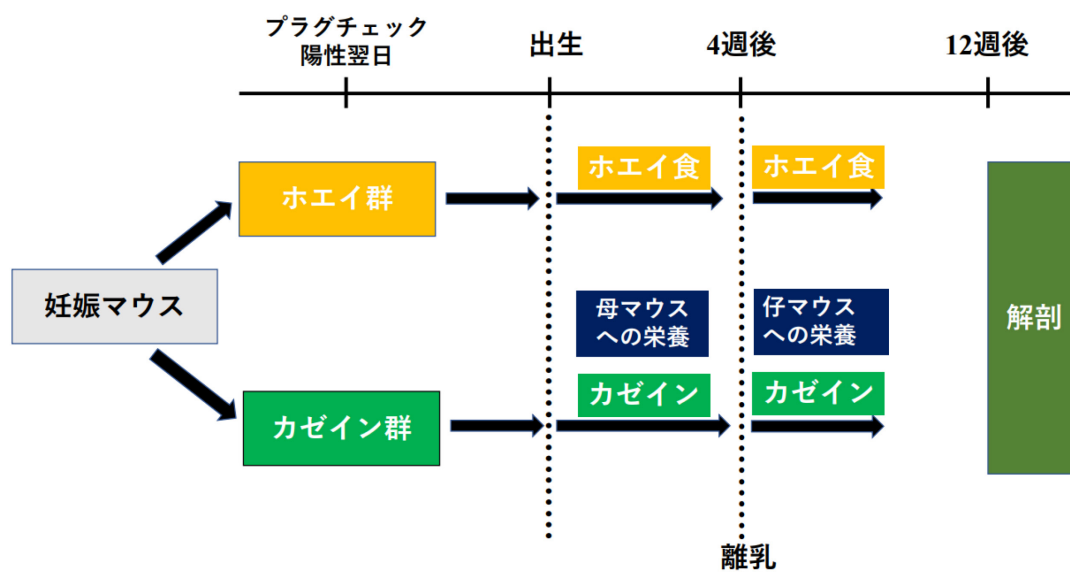 プラグチェック
陽性翌日
出生
4週後
12週後
ホエイ食
ホエイ食
ホエイ群
妊娠マウス
母マウス
への栄養
仔マウス
への栄養
解剖
カゼイン
カゼイン
カゼイン群
離乳